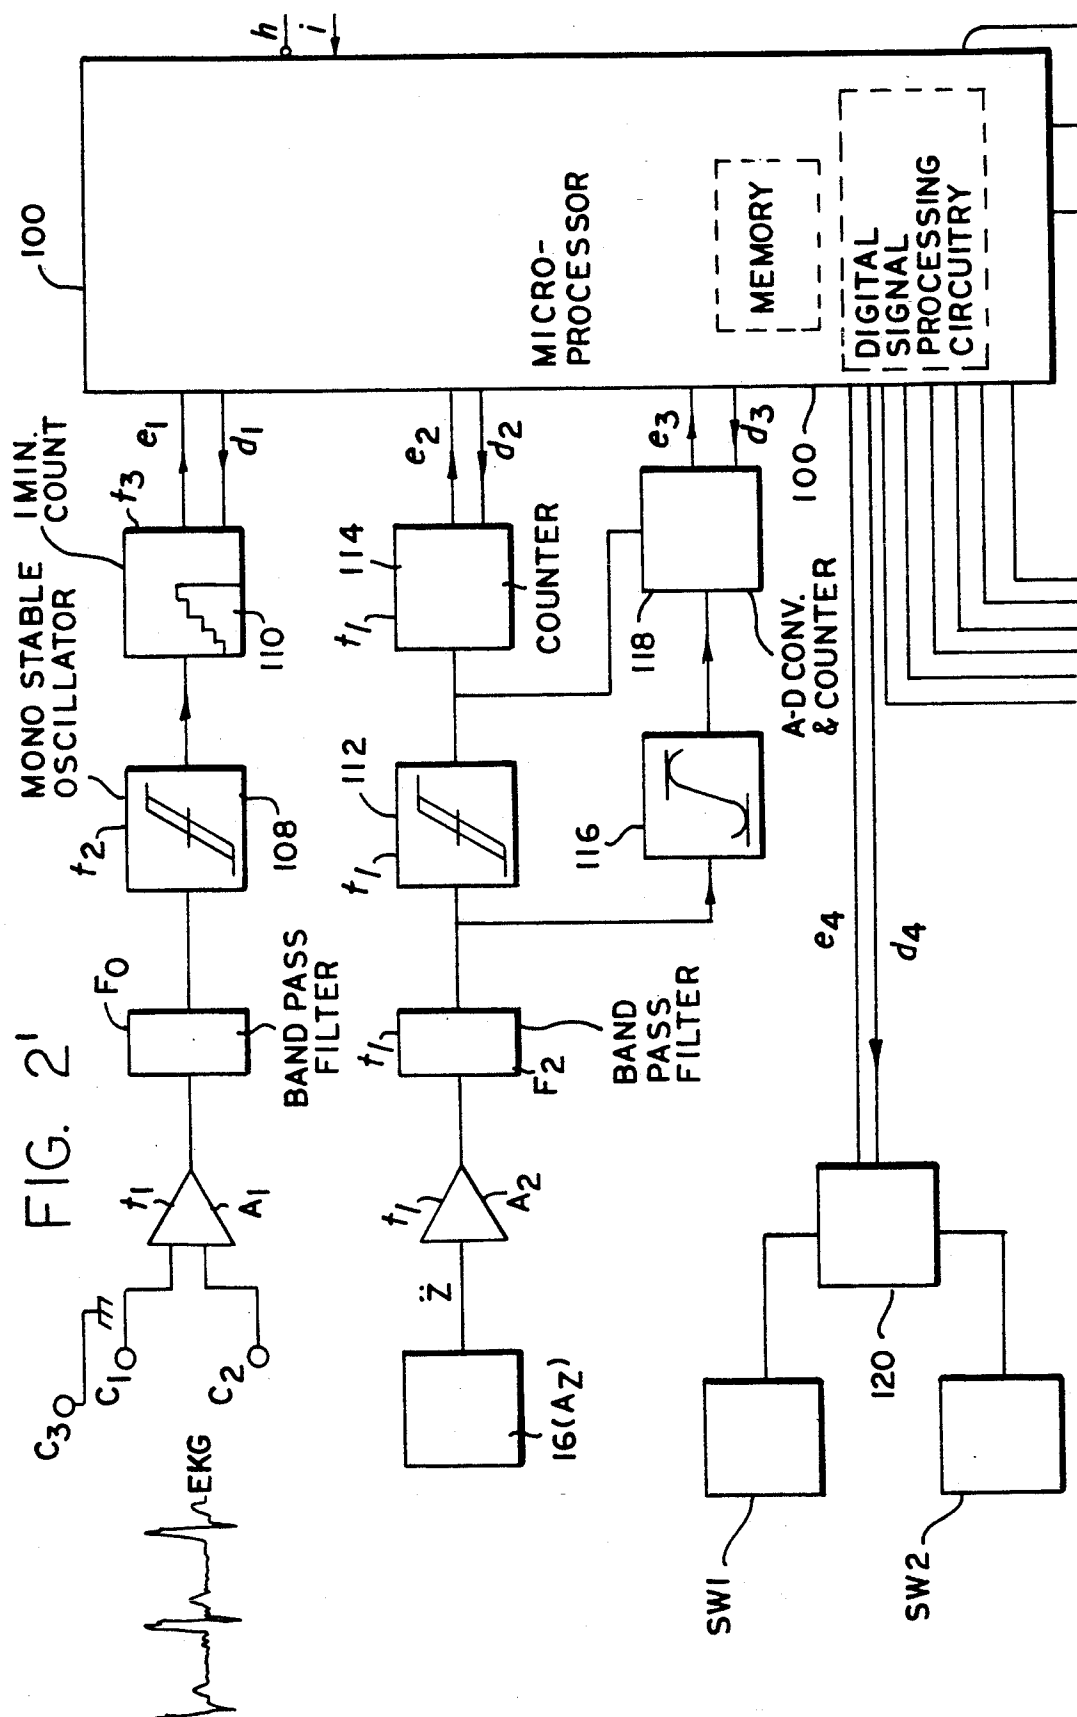 FIG. 2'
EKG
C3
C1
C2
t1
A1
F0
BAND PASS
FILTER
t2
MONO STABLE
OSCILLATOR
108
1 MIN.
COUNT
t3
110
e1
d1
100
h
i
MICRO-
PROCESSOR
MEMORY
DIGITAL
SIGNAL
PROCESSING
CIRCUITRY
16(AZ)
Z̈
t1
A2
t1
F2
BAND
PASS
FILTER
t1
112
t1
114
COUNTER
e2
d2
116
118
A-D CONV.
& COUNTER
e3
d3
100
e4
d4
120
SW1
SW2